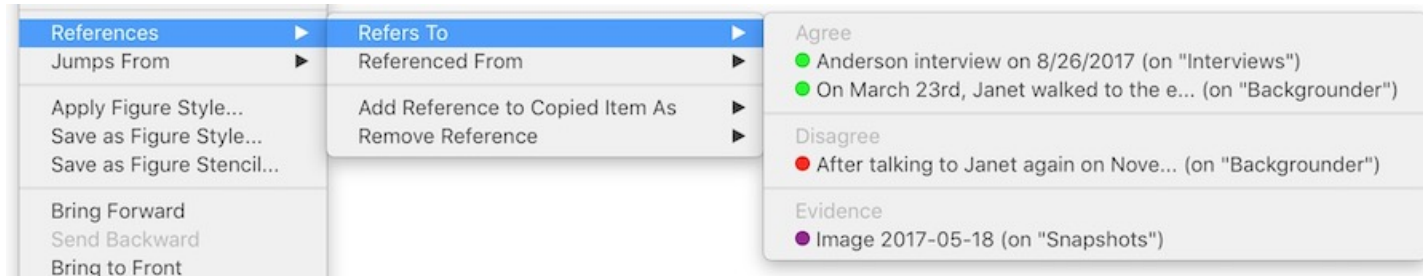 References
Jumps From
Apply Figure Style...
Save as Figure Style...
Save as Figure Stencil...
Bring Forward
Send Backward
Bring to Front
Refers To
Referenced From
Add Reference to Copied Item As
Remove Reference
Agree
Anderson interview on 8/26/2017 (on "Interviews")
On March 23rd, Janet walked to the e... (on "Backgrounder")
Disagree
After talking to Janet again on Nove... (on "Backgrounder")
Evidence
Image 2017-05-18 (on "Snapshots")